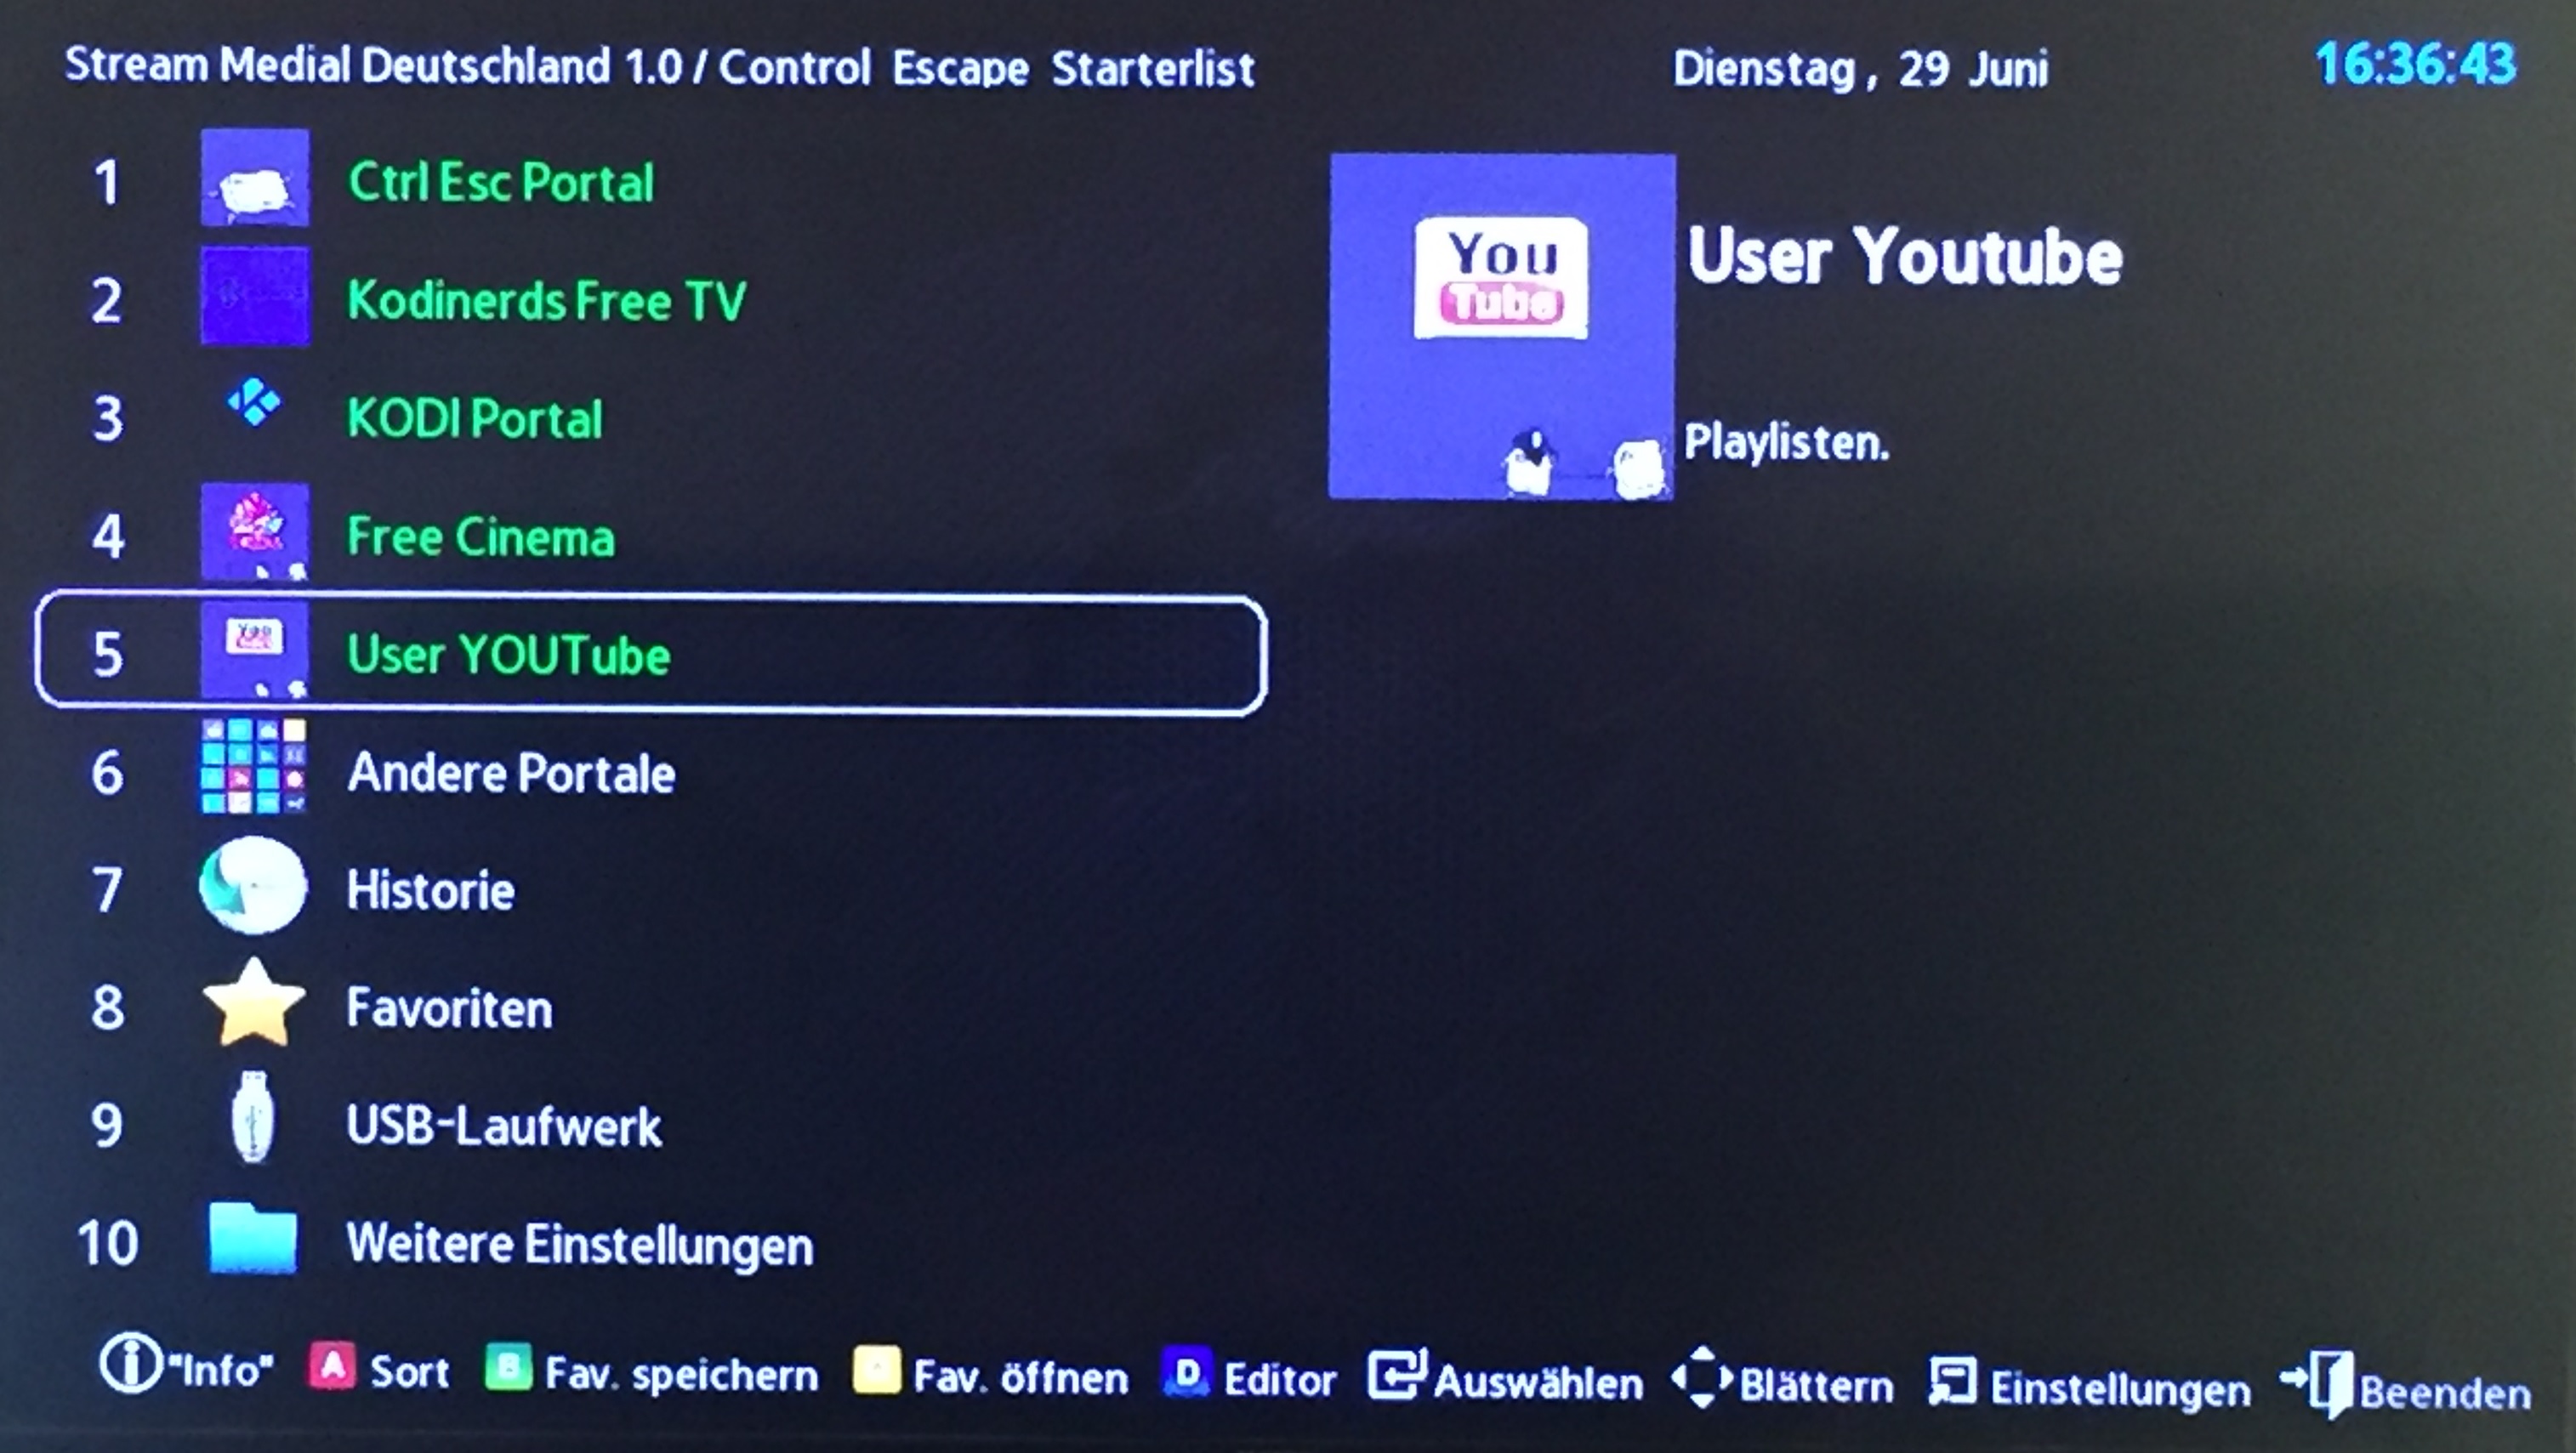 Stream Medial Deutschland 1.0 / Control Escape Starterlist
Dienstag, 29 Juni
16:36:43
1 Ctrl Esc Portal
2 Kodinerds Free TV
3 KODI Portal
4 Free Cinema
5 You User YOUTube
6 Andere Portale
7 Historie
8 Favoriten
9 USB-Laufwerk
10 Weitere Einstellungen
You
Tube
User Youtube
Playlisten.
"Info" A Sort B Fav. speichern Fav. öffnen D Editor Auswählen Blättern Einstellungen Beenden